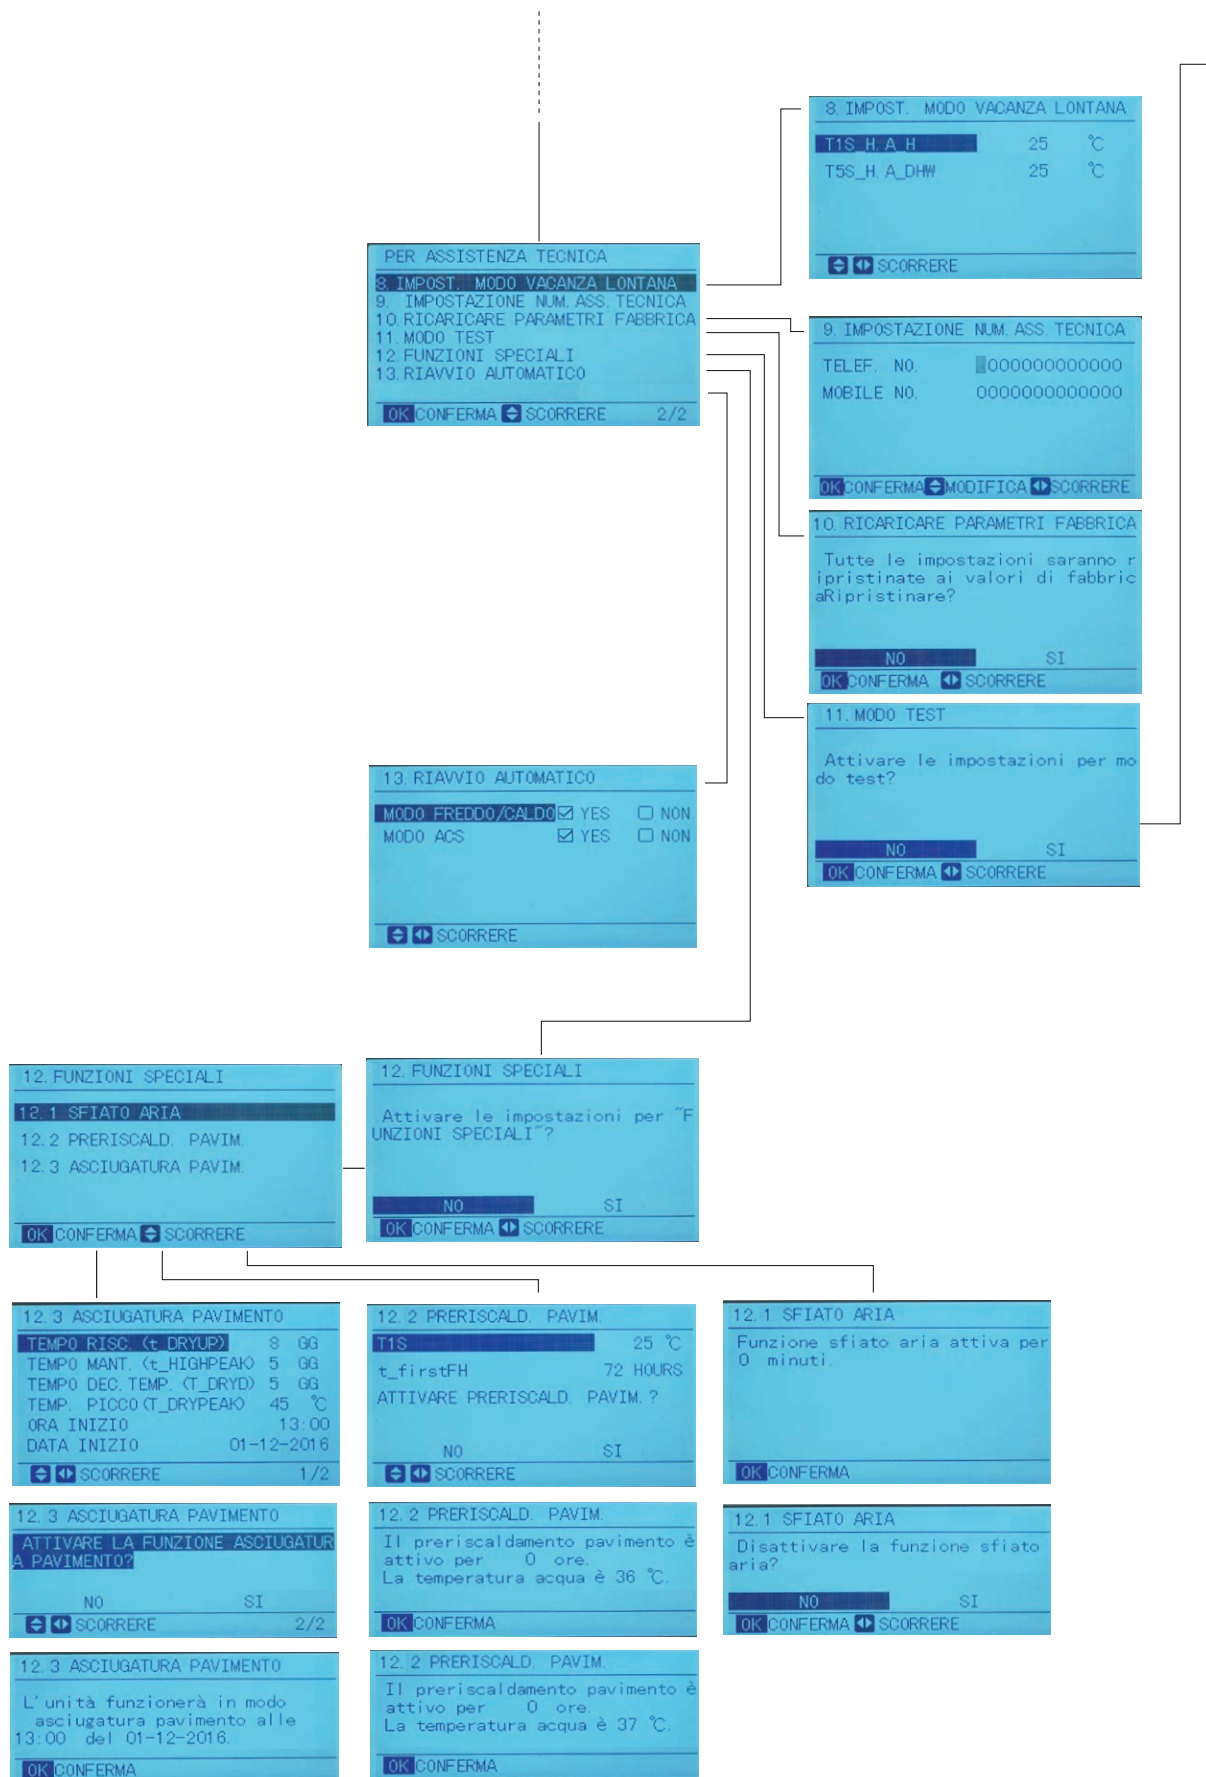 8. IMPOST. MODO VACANZA LONTANA
T1S_H. A_H 25 ℃
T5S_H. A_DHW 25 ℃
SCORRERE
PER ASSISTENZA TECNICA
8. IMPOST. MODO VACANZA LONTANA
9. IMPOSTAZIONE NUM. ASS. TECNICA
10. RICARICARE PARAMETRI FABBRICA
11. MODO TEST
12. FUNZIONI SPECIALI
13. RIAVVIO AUTOMATICO
OK CONFERMA SCORRERE 2/2
9. IMPOSTAZIONE NUM. ASS. TECNICA
TELEF. NO. 000000000000
MOBILE NO. 0000000000000
OK CONFERMA MODIFICA SCORRERE
10. RICARICARE PARAMETRI FABBRICA
Tutte le impostazioni saranno r
ipristinate ai valori di fabbric
aRipristinare?
NO SI
OK CONFERMA SCORRERE
11. MODO TEST
Attivare le impostazioni per mo
do test?
NO SI
OK CONFERMA SCORRERE
13. RIAVVIO AUTOMATICO
MODO FREDDO/CALDO YES NON
MODO ACS YES NON
SCORRERE
12. FUNZIONI SPECIALI
12. 1 SFIATO ARIA
12. 2 PRERISCALD. PAVIM.
12. 3 ASCIUGATURA PAVIM.
OK CONFERMA SCORRERE
12. FUNZIONI SPECIALI
Attivare le impostazioni per "F
UNZIONI SPECIALI"?
NO SI
OK CONFERMA SCORRERE
12. 3 ASCIUGATURA PAVIMENTO
TEMPO RISC. (t_DRYUP) 8 GG
TEMPO MANT. (t_HIGHPEAK) 5 GG
TEMPO DEC. TEMP. (T_DRYD) 5 GG
TEMP. PICCO (T_DRYPEAK) 45 ℃
ORA INIZIO 13:00
DATA INIZIO 01-12-2016
SCORRERE 1/2
12. 2 PRERISCALD. PAVIM.
T1S 25 ℃
t_firstFH 72 HOURS
ATTIVARE PRERISCALD. PAVIM. ?
NO SI
SCORRERE
12. 1 SFIATO ARIA
Funzione sfiato aria attiva per
0 minuti.
OK CONFERMA
12. 3 ASCIUGATURA PAVIMENTO
ATTIVARE LA FUNZIONE ASCIUGATUR
A PAVIMENTO?
NO SI
SCORRERE 2/2
12. 2 PRERISCALD. PAVIM.
Il preriscaldamento pavimento è
attivo per 0 ore.
La temperatura acqua è 36 ℃.
OK CONFERMA
12. 1 SFIATO ARIA
Disattivare la funzione sfiato
aria?
NO SI
OK CONFERMA SCORRERE
12. 3 ASCIUGATURA PAVIMENTO
L'unità funzionerà in modo
asciugatura pavimento alle
13:00 del 01-12-2016.
OK CONFERMA
12. 2 PRERISCALD. PAVIM.
Il preriscaldamento pavimento è
attivo per 0 ore.
La temperatura acqua è 37 ℃.
OK CONFERMA